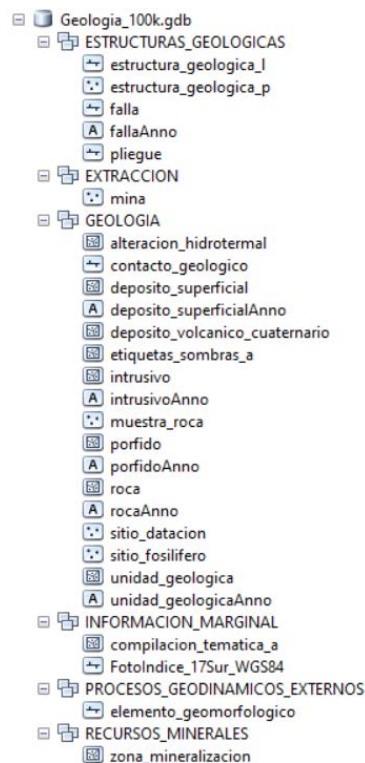 Geologia_100k.gdb
ESTRUCTURAS_GEOLOGICAS
estructura_geologica_l
estructura_geologica_p
falla
A fallaAnno
pliegue
EXTRACCION
mina
GEOLOGIA
alteracion_hidrotermal
contacto_geologico
deposito_superficial
A deposito_superficialAnno
deposito_volcanico_cuaternario
etiquetas_sombras_a
intrusivo
A intrusivoAnno
muestra_roca
porfido
A porfidoAnno
roca
A rocaAnno
sitio_datacion
sitio_fosilifero
unidad_geologica
A unidad_geologicaAnno
INFORMACION_MARGINAL
compilacion_tematica_a
FotoIndice_17Sur_WGS84
PROCESOS_GEODINAMICOS_EXTERNOS
elemento_geomorfologico
RECURSOS_MINERALES
zona_mineralizacion